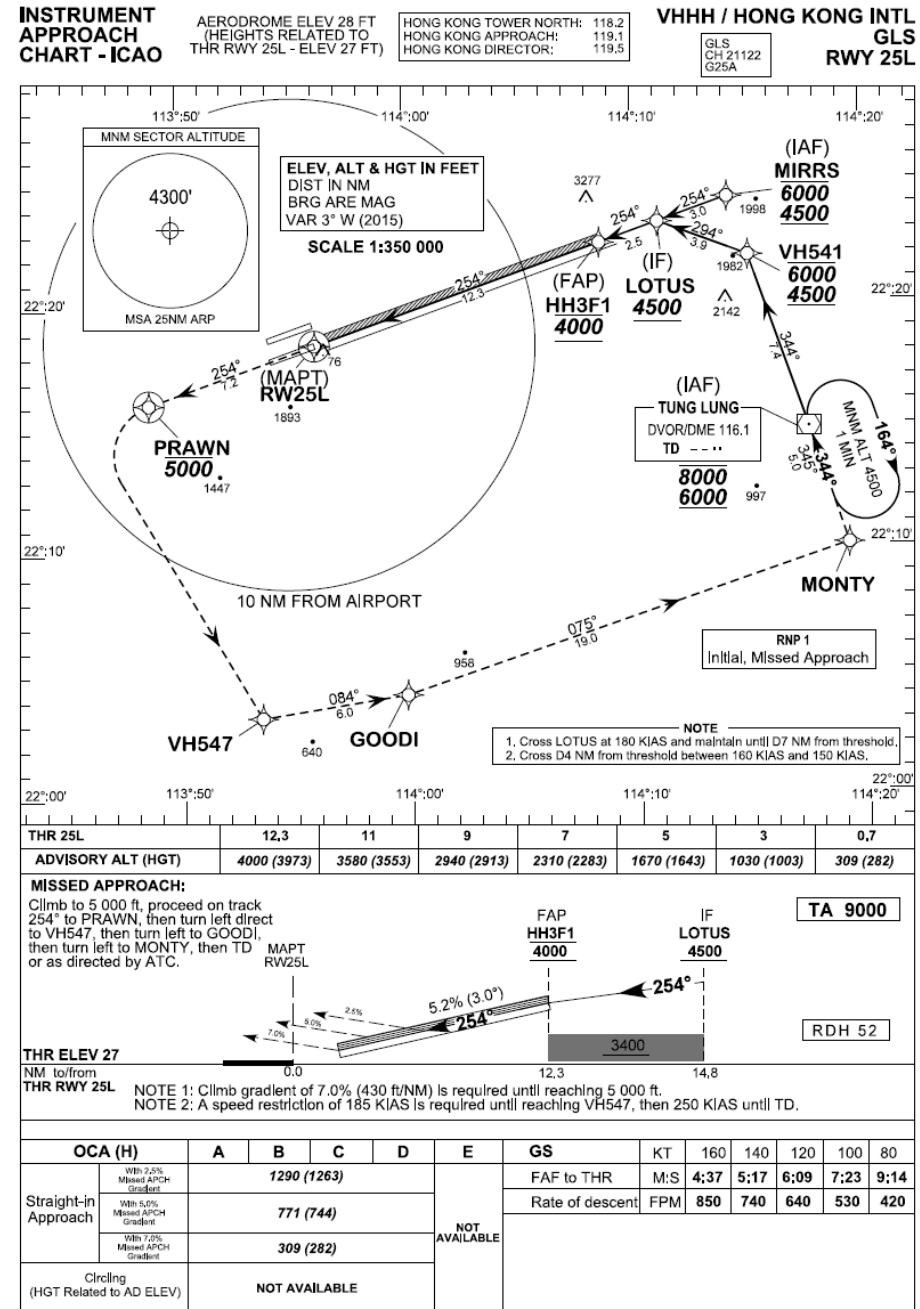 INSTRUMENT
APPROACH
CHART - ICAO
AERODROME ELEV 28 FT
(HEIGHTS RELATED TO
THR RWY 25L - ELEV 27 FT)
HONG KONG TOWER NORTH: 118.2
HONG KONG APPROACH: 119.1
HONG KONG DIRECTOR: 119.5
GLS
CH 21122
G25A
VHHH / HONG KONG INTL
GLS
RWY 25L
113°:50' 114°:00' 114°:10' 114°:20'
MNM SECTOR ALTITUDE
4300'
MSA 25NM ARP
ELEV, ALT & HGT IN FEET
DIST IN NM
BRG ARE MAG
VAR 3° W (2015)
SCALE 1:350 000
3277
(IAF)
MIRRS
6000
4500
1998
254°
3.0
254°
2.5
294°
3.9
1982
VH541
6000
4500
(IF)
LOTUS
4500
(FAP)
HH3F1
4000
2142
22°:20'
22°:20'
254°
12.3
76
(MAPT)
RW25L
1893
254°
7.2
PRAWN
5000
1447
344°
7.4
(IAF)
TUNG LUNG
DVOR/DME 116.1
TD - - - ··
8000
6000
997
MNM ALT 4500
1 MIN
164°
344°
345°
5.0
22°:10'
22°:10'
MONTY
10 NM FROM AIRPORT
075°
19.0
958
RNP 1
Initial, Missed Approach
084°
6.0
VH547
640
GOODI
NOTE
1. Cross LOTUS at 180 KIAS and maintain until D7 NM from threshold.
2. Cross D4 NM from threshold between 160 KIAS and 150 KIAS.
22°:00'
22°:00'
113°:50' 114°:00' 114°:10' 114°:20'
THR 25L 12.3 11 9 7 5 3 0.7
ADVISORY ALT (HGT) 4000 (3973) 3580 (3553) 2940 (2913) 2310 (2283) 1670 (1643) 1030 (1003) 309 (282)
MISSED APPROACH:
Climb to 5 000 ft, proceed on track
254° to PRAWN, then turn left direct
to VH547, then turn left to GOODI,
then turn left to MONTY, then TD
or as directed by ATC.
MAPT
RW25L
FAP
HH3F1
4000
IF
LOTUS
4500
TA 9000
5.2% (3.0°)
254°
254°
2.5%
5.0%
7.0%
3400
RDH 52
THR ELEV 27
NM to/from
THR RWY 25L
0.0 12.3 14.8
NOTE 1: Climb gradient of 7.0% (430 ft/NM) is required until reaching 5 000 ft.
NOTE 2: A speed restriction of 185 KIAS is required until reaching VH547, then 250 KIAS until TD.
OCA (H) A B C D E GS KT 160 140 120 100 80
Straight-in
Approach
With 2.5%
Missed APCH
Gradient
1290 (1263)
With 5.0%
Missed APCH
Gradient
771 (744)
With 7.0%
Missed APCH
Gradient
309 (282)
NOT
AVAILABLE
FAF to THR M:S 4:37 5:17 6:09 7:23 9:14
Rate of descent FPM 850 740 640 530 420
Circling
(HGT Related to AD ELEV)
NOT AVAILABLE